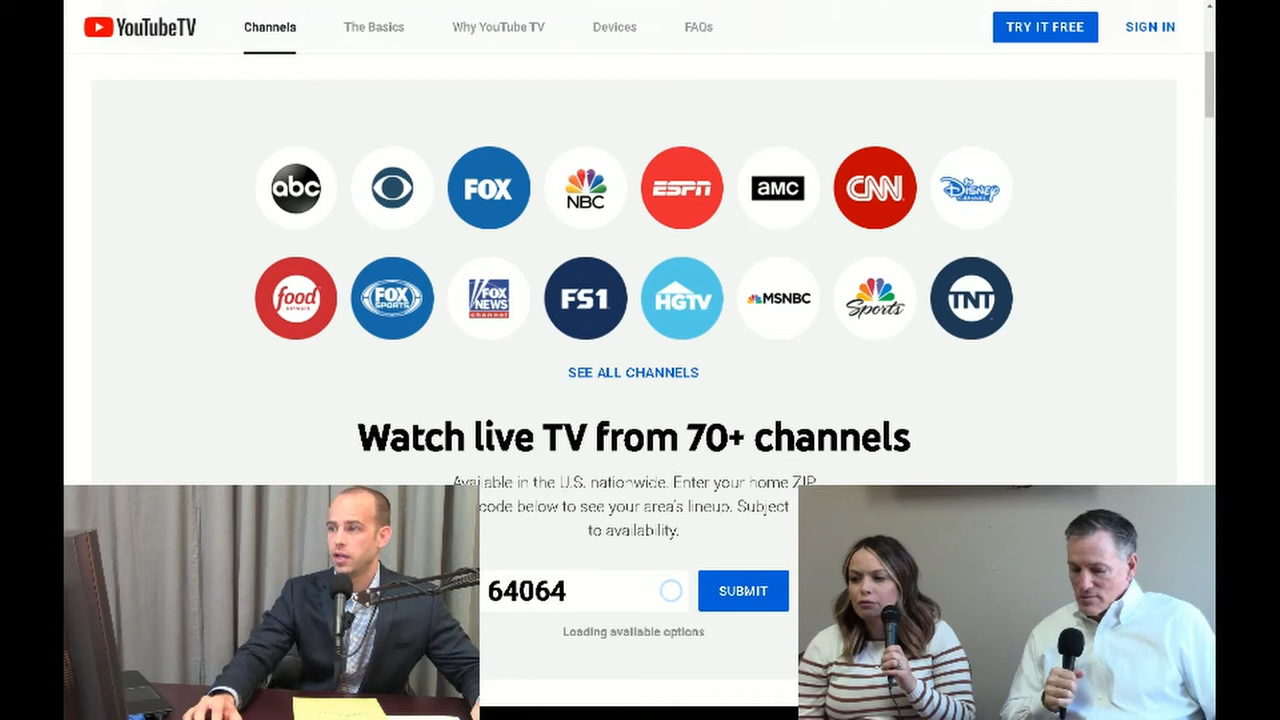 YouTubeTV
Channels
The Basics
Why YouTube TV
Devices
FAQs
TRY IT FREE
SIGN IN
abc
FOX
NBC
ESPN
aMC
CNN
Disney
CHANNEL
food
NETWORK
FOX
SPORTS
FOX
NEWS
channel
FS1
HGTV
MSNBC
Sports
TNT
SEE ALL CHANNELS
Watch live TV from 70+ channels
Available in the U.S. nationwide. Enter your home ZIP
code below to see your area's lineup. Subject
to availability.
64064
SUBMIT
Loading available options